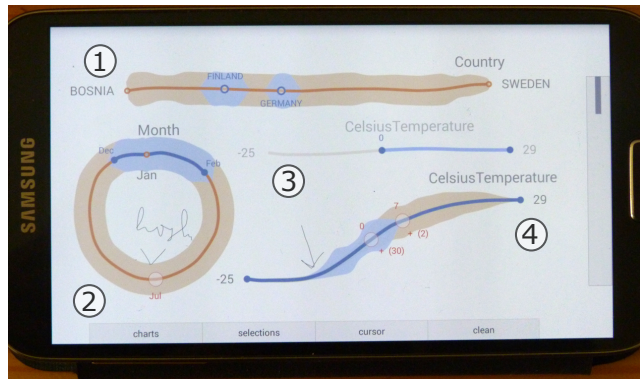 SAMSUNG
1
Country
FINLAND
BOSNIA
SWEDEN
GERMANY
Month
Dec
Feb
Jan
CelsiusTemperature
0
-25
29
3
CelsiusTemperature
7
0
29
+ (2)
4
+ (30)
-25
2
Jul
charts
selections
cursor
clean